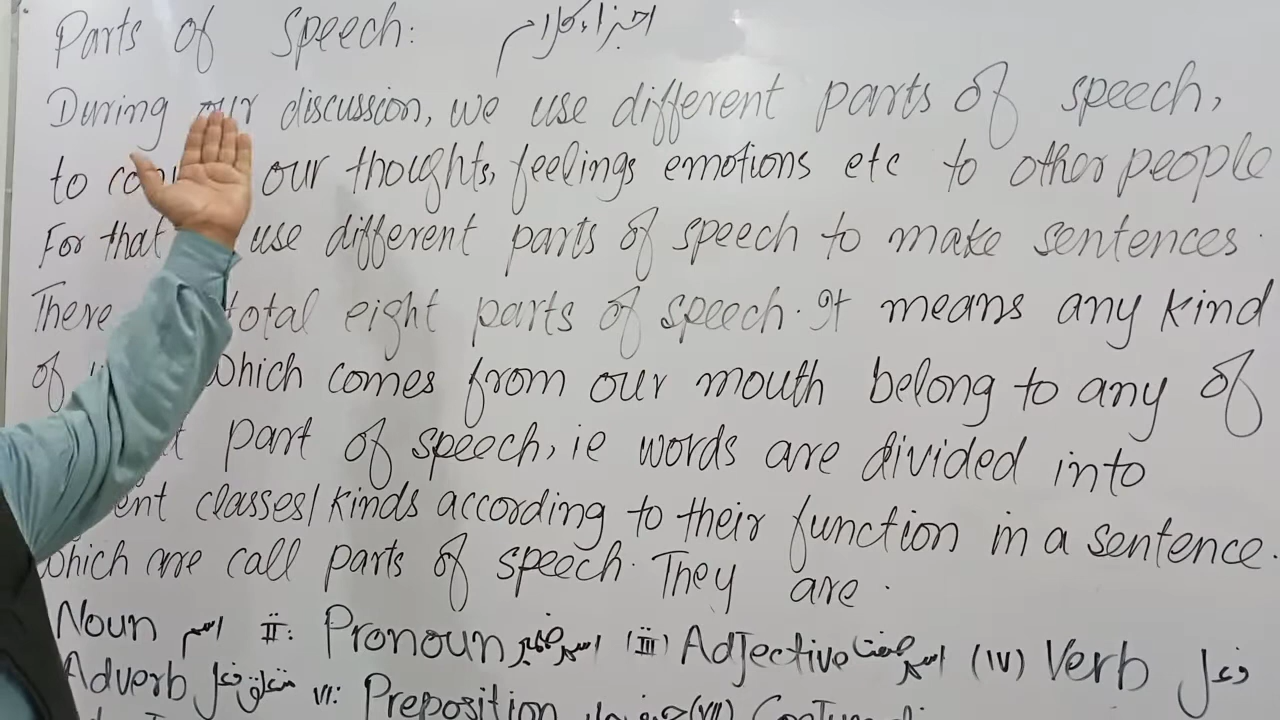 Parts of Speech: اجزاء کلام
During our discussion, we use different parts of speech,
to our thoughts, feelings emotions etc to other people
For that use different parts of speech to make sentences.
There total eight parts of speech. It means any kind
of which comes from our mouth belong to any of
part of speech, ie words are divided into
classes/kinds according to their function in a sentence.
which are call parts of speech. They are.
Noun اسم II: Pronoun اسم ضمیر (III) Adjective اسم صفت (IV) Verb فعل
Adverb متعلق فعل VI: Preposition (VII)